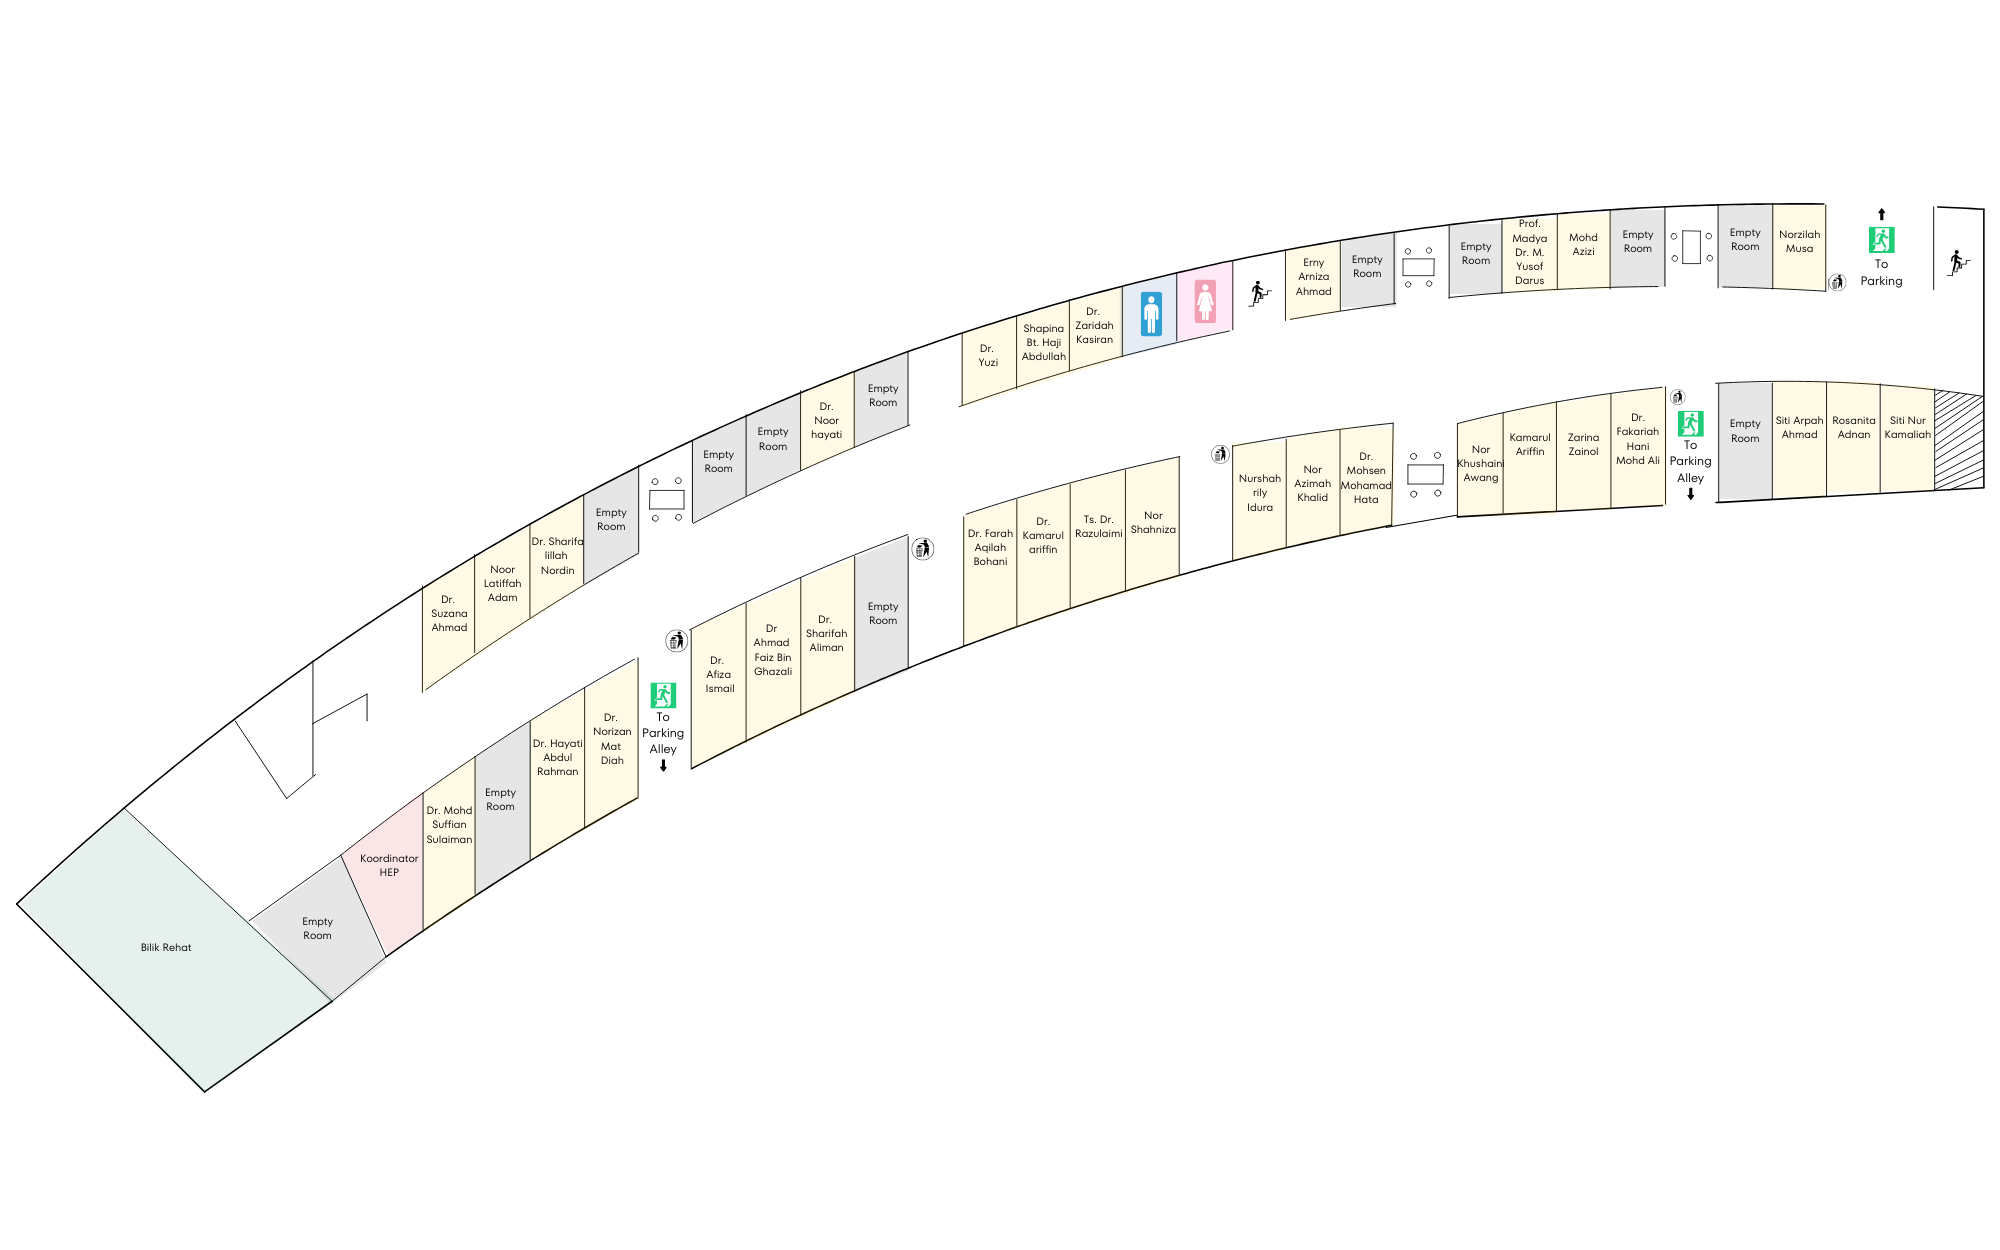 Dr.
Suzana
Ahmad
Noor
Latiffah
Adam
Dr. Sharifa
lillah
Nordin
Empty
Room
Empty
Room
Empty
Room
Dr.
Noor
hayati
Empty
Room
Dr.
Yuzi
Shapina
Bt. Haji
Abdullah
Dr.
Zaridah
Kasiran
Erny
Arniza
Ahmad
Empty
Room
Empty
Room
Prof.
Madya
Dr. M.
Yusof
Darus
Mohd
Azizi
Empty
Room
Empty
Room
Norzilah
Musa
To
Parking
Bilik Rehat
Empty
Room
Koordinator
HEP
Dr. Mohd
Suffian
Sulaiman
Empty
Room
Dr. Hayati
Abdul
Rahman
Dr.
Norizan
Mat
Diah
To
Parking
Alley
Dr.
Afiza
Ismail
Dr
Ahmad
Faiz Bin
Ghazali
Dr.
Sharifah
Aliman
Empty
Room
Dr. Farah
Aqilah
Bohani
Dr.
Kamarul
ariffin
Ts. Dr.
Razulaimi
Nor
Shahniza
Nurshah
rily
Idura
Nor
Azimah
Khalid
Dr.
Mohsen
Mohamad
Hata
Nor
Khushaini
Awang
Kamarul
Ariffin
Zarina
Zainol
Dr.
Fakariah
Hani
Mohd Ali
To
Parking
Alley
Empty
Room
Siti Arpah
Ahmad
Rosanita
Adnan
Siti Nur
Kamaliah